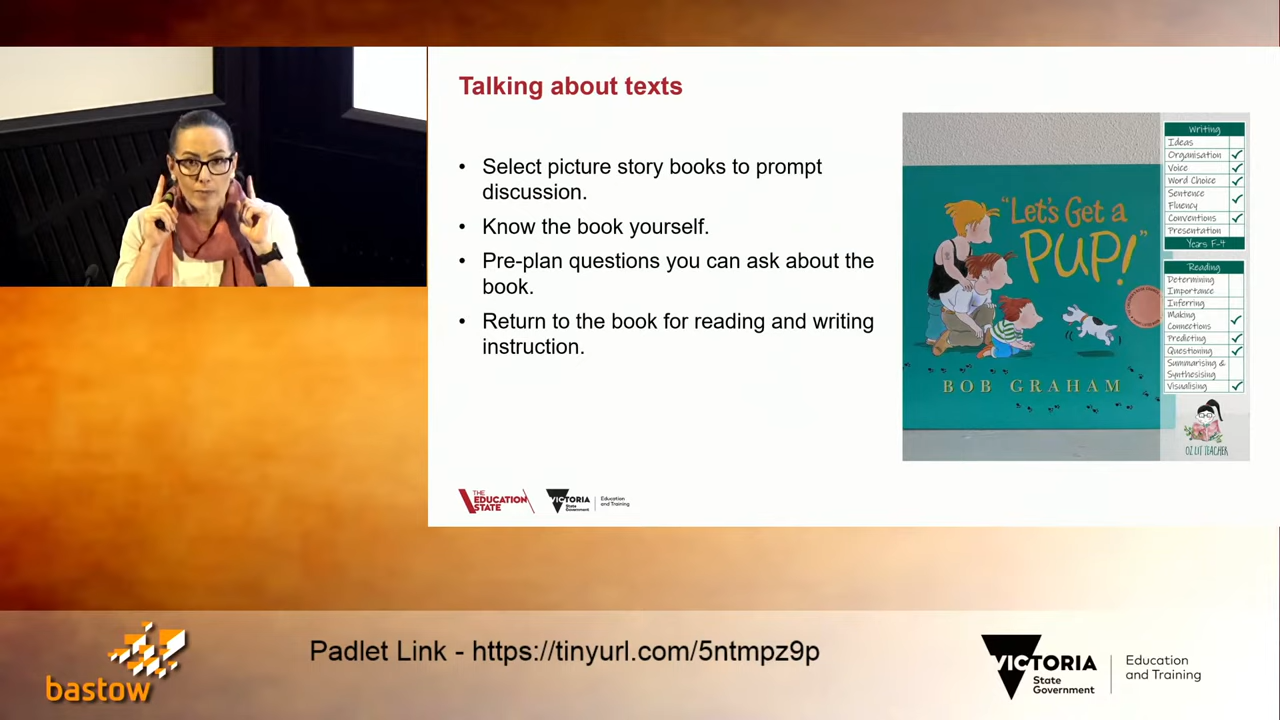 Talking about texts
• Select picture story books to prompt
discussion.
• Know the book yourself.
• Pre-plan questions you can ask about the
book.
• Return to the book for reading and writing
instruction.
"Let's Get a
PUP!"
BOB GRAHAM
Writing
Ideas
Organisation ✓
Voice ✓
Word Choice ✓
Sentence
Fluency ✓
Conventions ✓
Presentation
Years F-4
Reading
Determining
Importance
Inferring
Making
Connections ✓
Predicting ✓
Questioning ✓
Summarising &
Synthesising
Visualising ✓
OZ LIT TEACHER
THE
EDUCATION
STATE
VICTORIA
State
Government
Education
and Training
bastow
Padlet Link - https://tinyurl.com/5ntmpz9p
VICTORIA
State
Government
Education
and Training